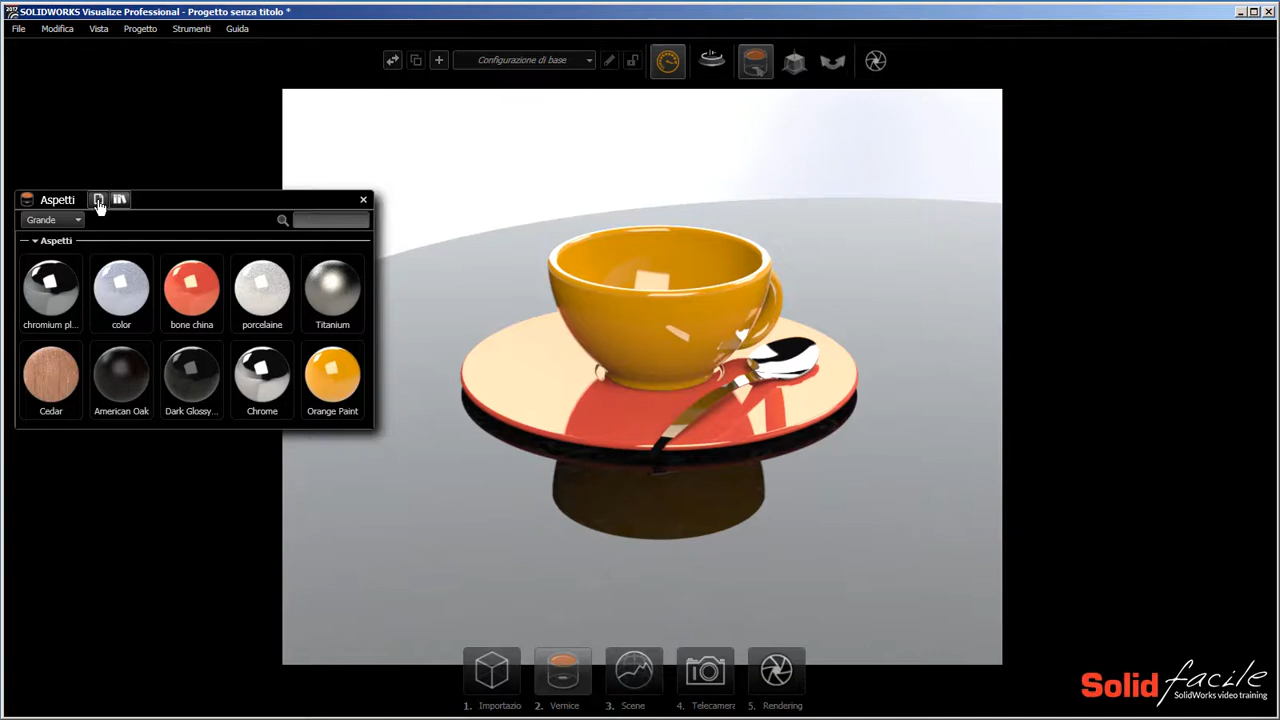 SOLIDWORKS Visualize Professional - Progetto senza titolo *
File Modifica Vista Progetto Strumenti Guida
Configurazione di base
Aspetti
Grande
Aspetti
chromium pl... color bone china porcelaine Titanium
Cedar American Oak Dark Glossy... Chrome Orange Paint
1. Importazio 2. Vernice 3. Scene 4. Telecamera 5. Rendering
Solid facile
SolidWorks video training